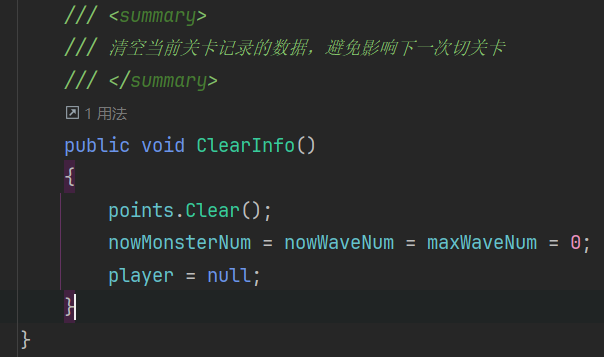 /// <summary>
/// 清空当前关卡记录的数据，避免影响下一次切关卡
/// </summary>
1 用法
public void ClearInfo()
{
points.Clear();
nowMonsterNum = nowWaveNum = maxWaveNum = 0;
player = null;
}
}